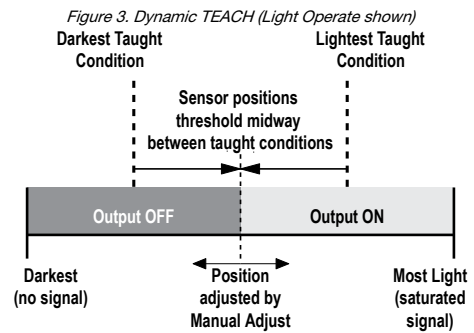 Figure 3. Dynamic TEACH (Light Operate shown)
Darkest Taught
Condition
Lightest Taught
Condition
Sensor positions
threshold midway
between taught conditions
Output OFF
Output ON
Darkest
(no signal)
Position
adjusted by
Manual Adjust
Most Light
(saturated
signal)